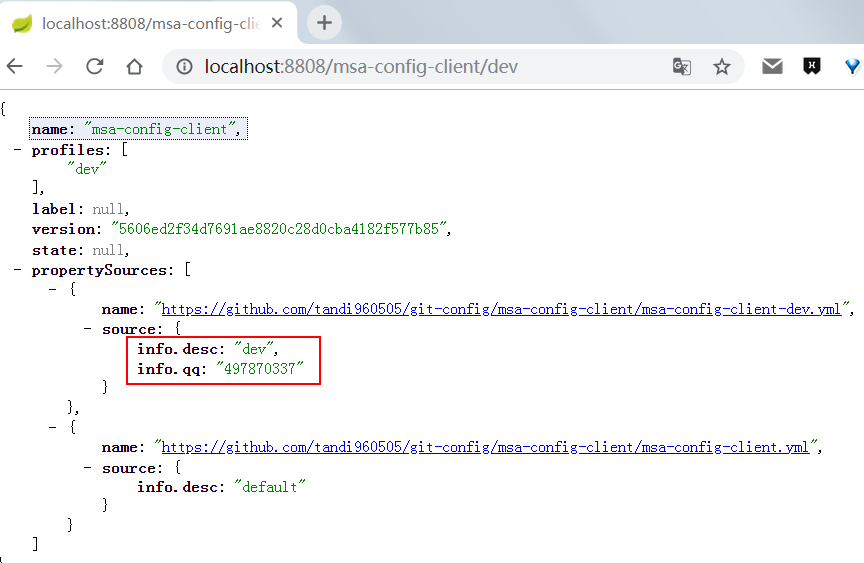 localhost:8808/msa-config-clie
localhost:8808/msa-config-client/dev
{
name: "msa-config-client",
- profiles: [
"dev"
],
label: null,
version: "5606ed2f34d7691ae8820c28d0cba4182f577b85",
state: null,
- propertySources: [
- {
name: "https://github.com/tandi960505/git-config/msa-config-client/msa-config-client-dev.yml",
- source: {
info.desc: "dev",
info.qq: "497870337"
}
},
- {
name: "https://github.com/tandi960505/git-config/msa-config-client/msa-config-client.yml",
- source: {
info.desc: "default"
}
}
]